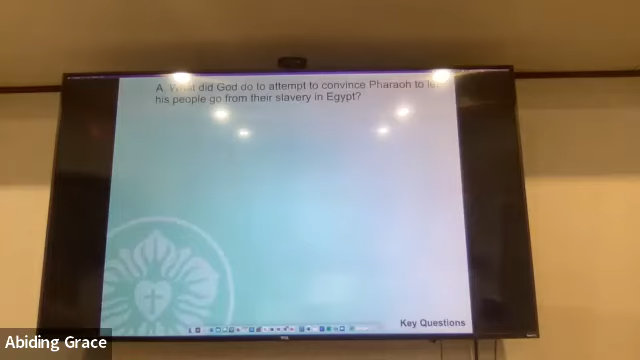 A. What did God do to attempt to convince Pharaoh to let
his people go from their slavery in Egypt?
Key Questions
TCL
Abiding Grace